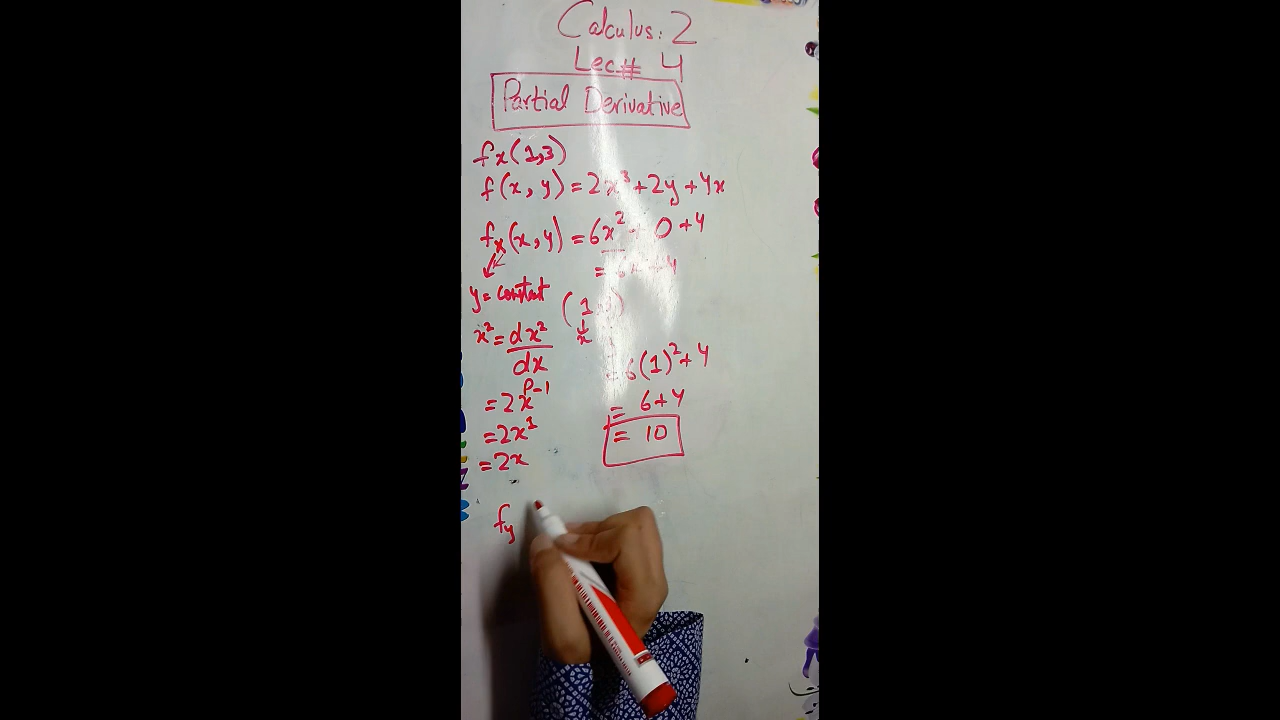 Calculus: 2
Lec# 4
Partial Derivative
fx(1,3)
f(x, y) = 2x³+2y+4x
fx(x,y) = 6x² + 0 +4
y = constant
x² = dx²
dx
= 2x
= 2x¹
= 2x
x
6(1)²+4
= 6+4
= 10
fy